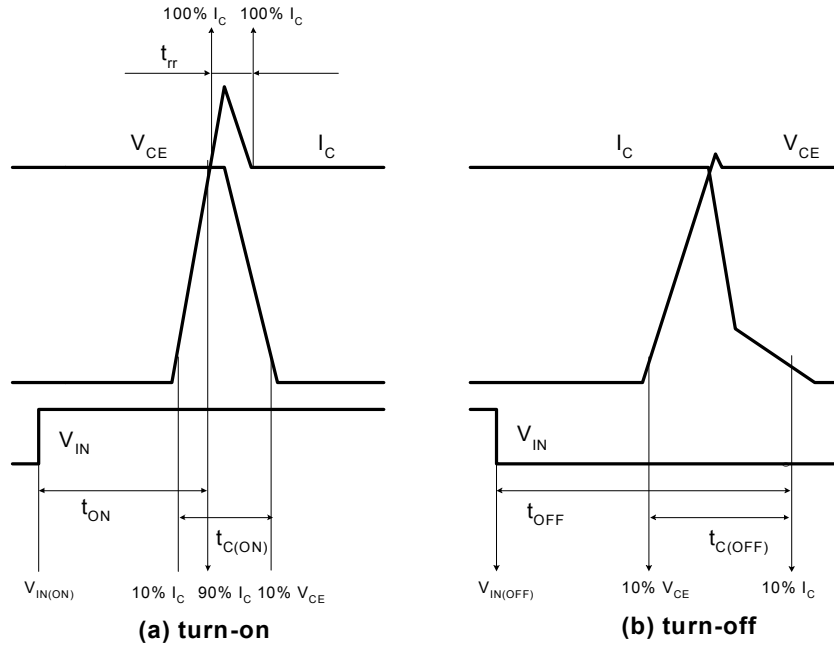 100% I_C 100% I_C
t_rr
V_CE I_C
I_C V_CE
V_IN
V_IN
t_ON
t_OFF
t_C(ON)
t_C(OFF)
V_IN(ON) 10% I_C 90% I_C 10% V_CE
V_IN(OFF) 10% V_CE 10% I_C
(a) turn-on
(b) turn-off